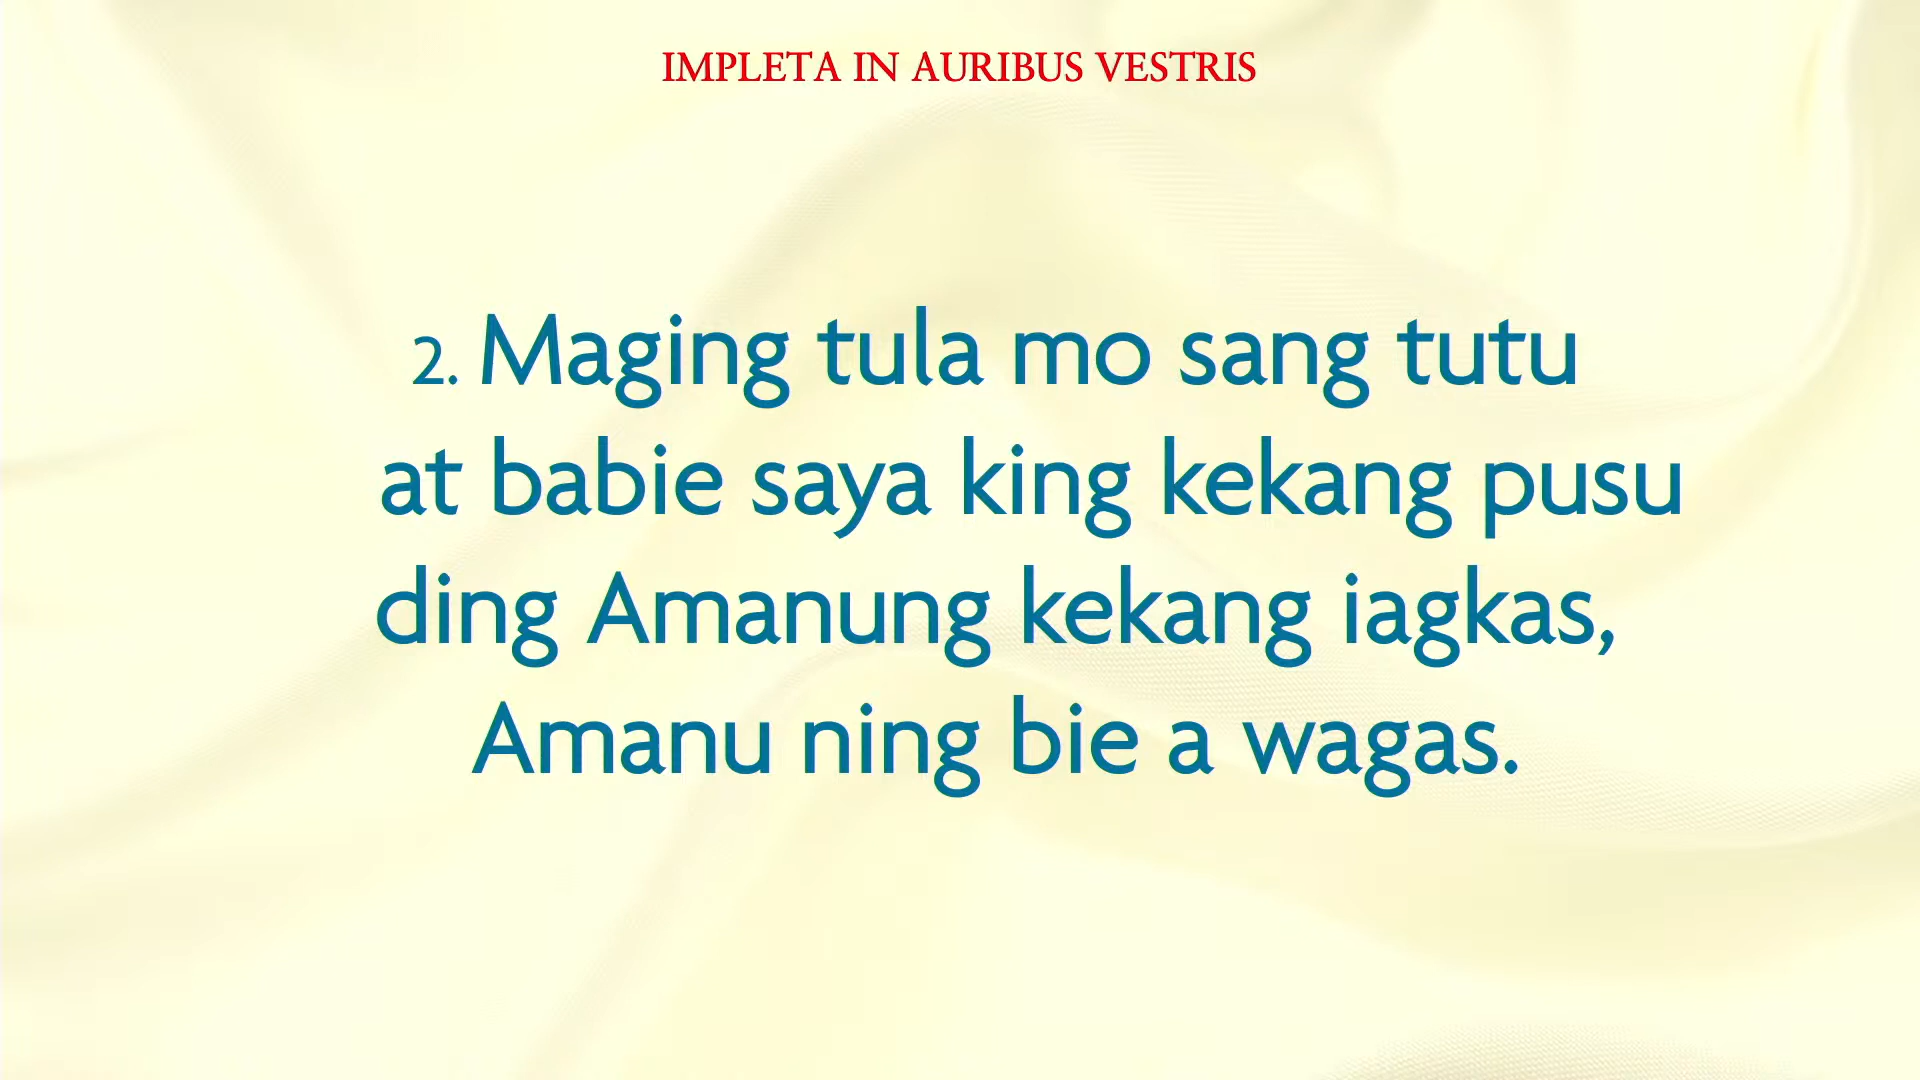 IMPLETA IN AURIBUS VESTRIS
2. Maging tula mo sang tutu
at babie saya king kekang pusu
ding Amanung kekang iagkas,
Amanu ning bie a wagas.